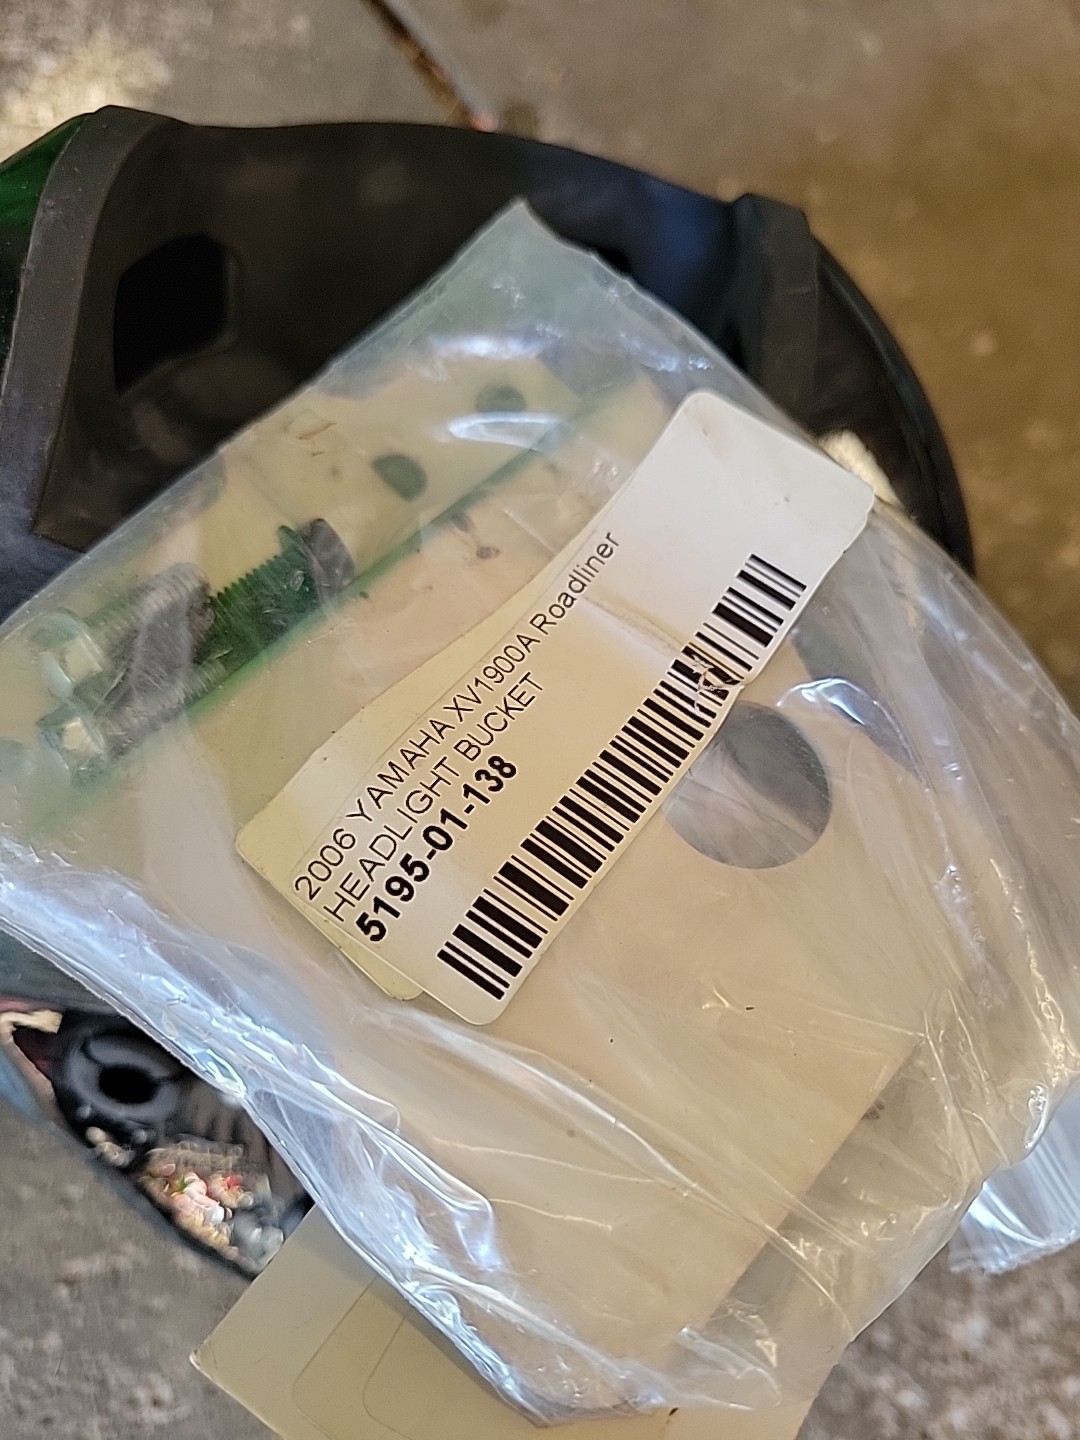 2006 YAMAHA XV1900A Roadliner
HEADLIGHT BUCKET
5195-01-138